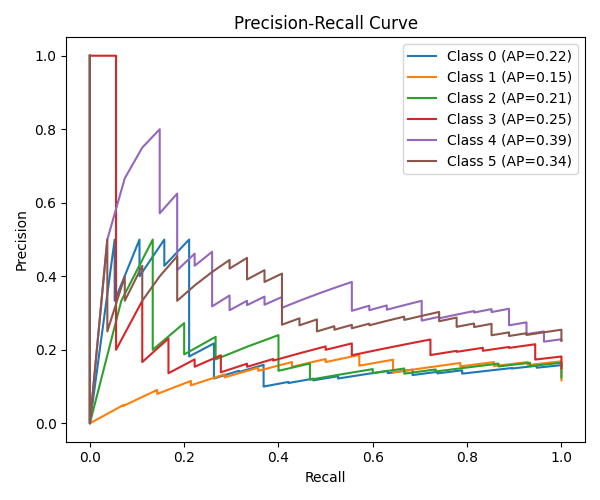 Precision-Recall Curve
Class 0 (AP=0.22)
Class 1 (AP=0.15)
Class 2 (AP=0.21)
Class 3 (AP=0.25)
Class 4 (AP=0.39)
Class 5 (AP=0.34)
Precision
1.0
0.8
0.6
0.4
0.2
0.0
0.0 0.2 0.4 0.6 0.8 1.0
Recall